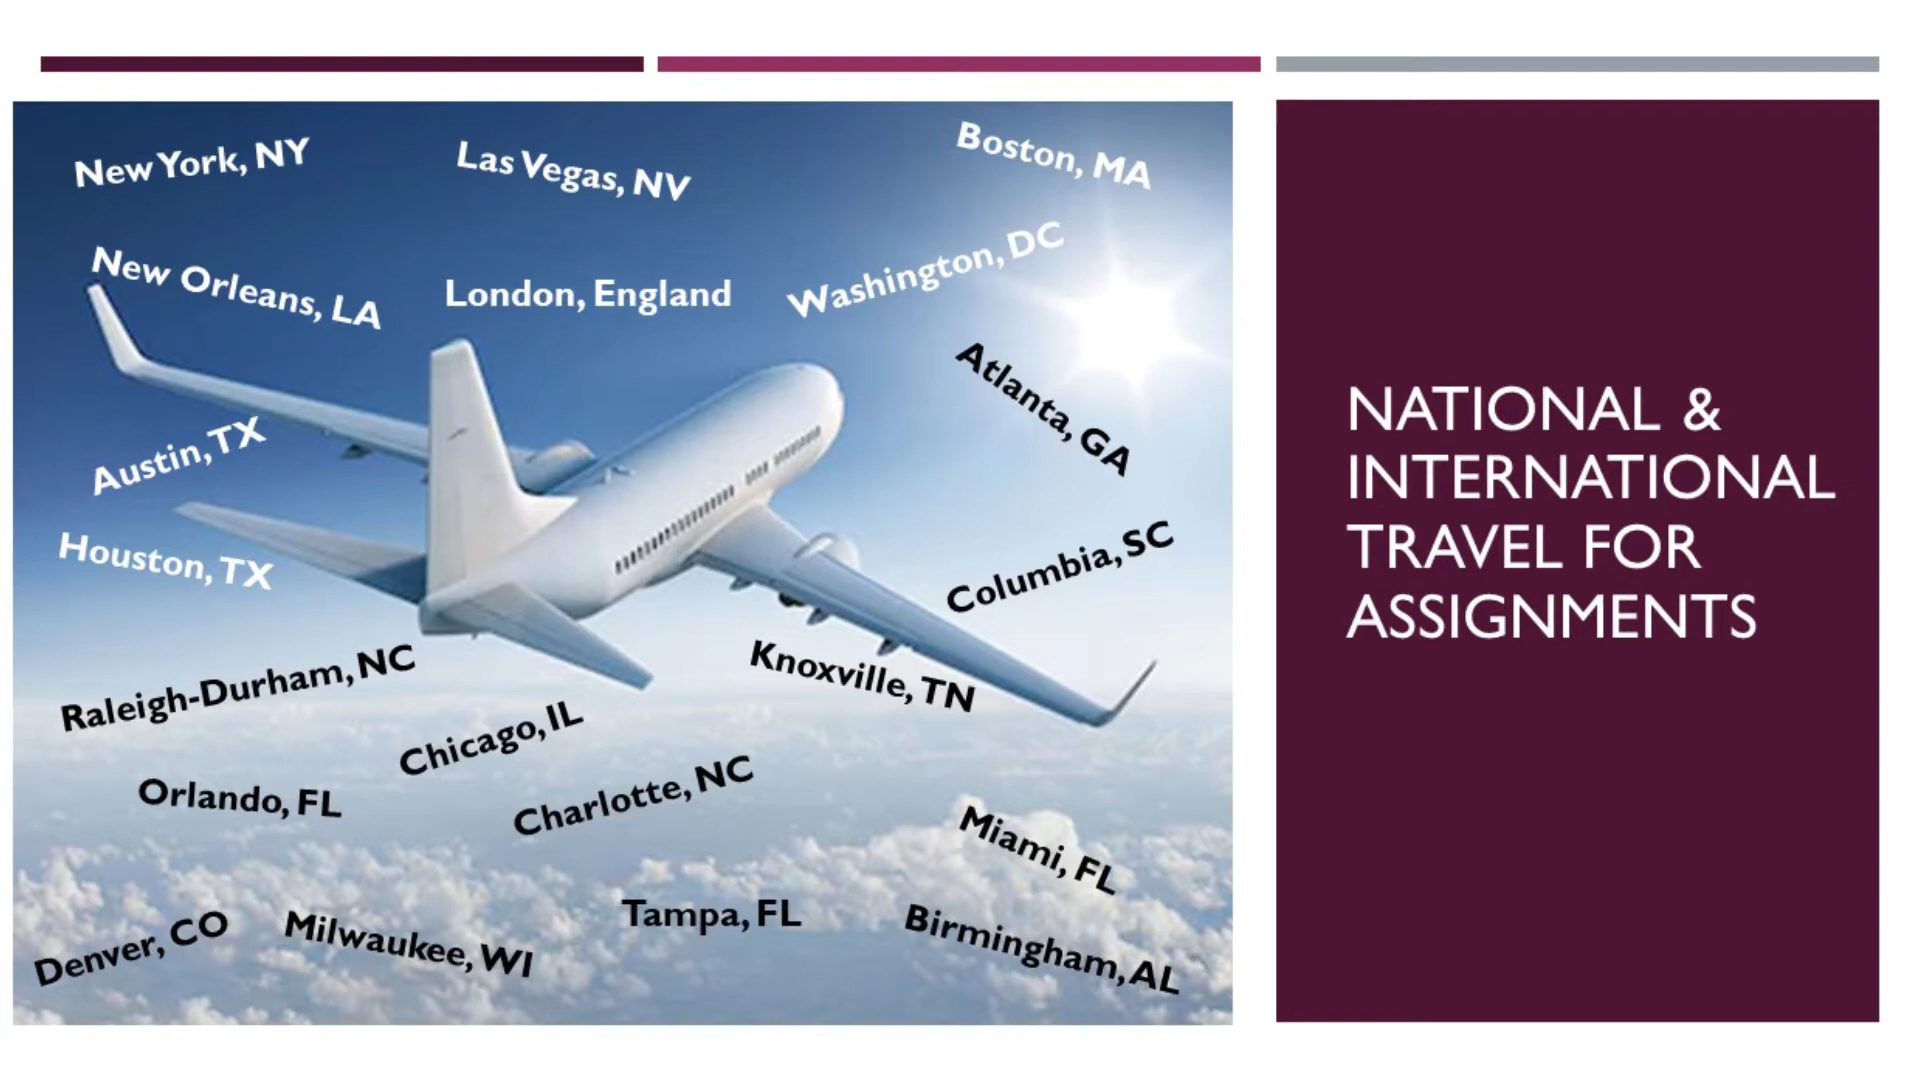 New York, NY
Las Vegas, NV
Boston, MA
New Orleans, LA
London, England
Washington, DC
Atlanta, GA
Austin, TX
Houston, TX
Columbia, SC
Raleigh-Durham, NC
Knoxville, TN
Chicago, IL
Orlando, FL
Charlotte, NC
Miami, FL
Denver, CO
Milwaukee, WI
Tampa, FL
Birmingham, AL
NATIONAL &
INTERNATIONAL
TRAVEL FOR
ASSIGNMENTS